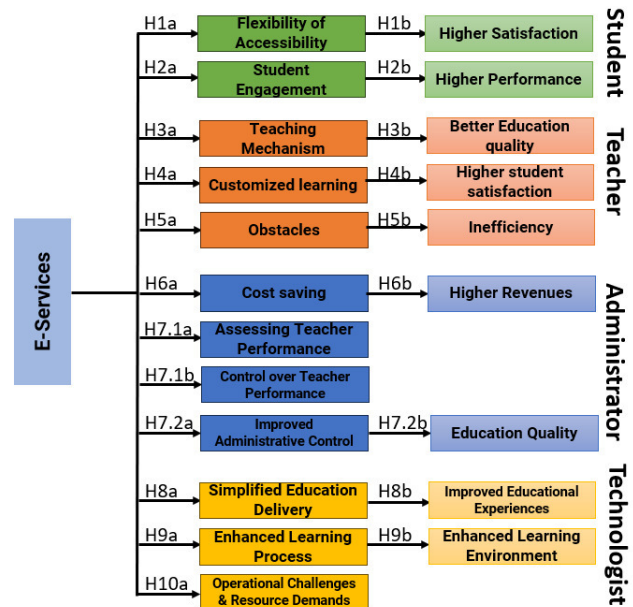 H1a
Flexibility of
Accessibility
H1b
Higher Satisfaction
H2a
Student
Engagement
H2b
Higher Performance
Student
H3a
Teaching
Mechanism
H3b
Better Education
quality
H4a
Customized learning
H4b
Higher student
satisfaction
H5a
Obstacles
H5b
Inefficiency
Teacher
E-Services
H6a
Cost saving
H6b
Higher Revenues
H7.1a
Assessing Teacher
Performance
H7.1b
Control over Teacher
Performance
H7.2a
Improved
Administrative Control
H7.2b
Education Quality
Administrator
H8a
Simplified Education
Delivery
H8b
Improved Educational
Experiences
H9a
Enhanced Learning
Process
H9b
Enhanced Learning
Environment
H10a
Operational Challenges
& Resource Demands
Technologist